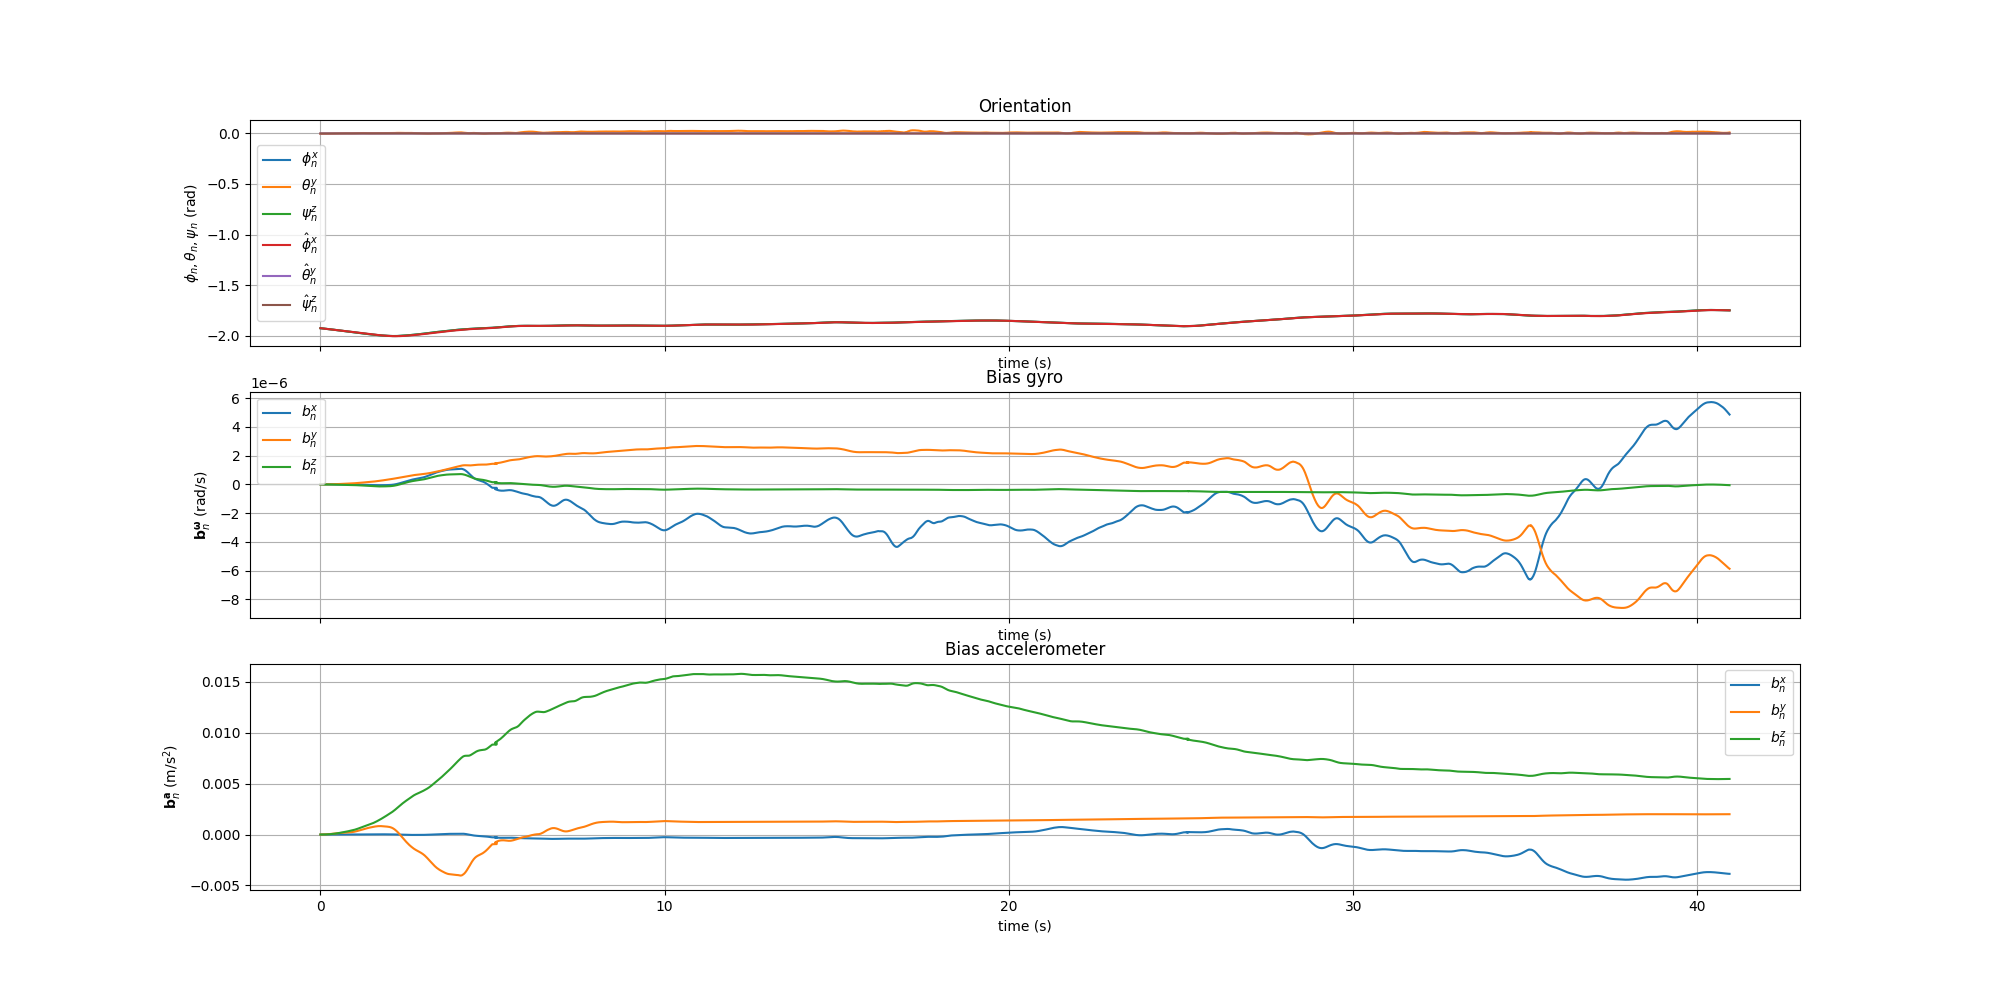 Orientation
0.0
−0.5
−1.0
−1.5
−2.0
ϕₙ, θₙ, ψₙ (rad)
ϕₙˣ
θₙʸ
ψₙᶻ
ϕ̂ₙˣ
θ̂ₙʸ
ψ̂ₙᶻ
time (s)
Bias gyro
1e−6
6
4
2
0
−2
−4
−6
−8
𝐛ₙ^𝛚 (rad/s)
bₙˣ
bₙʸ
bₙᶻ
time (s)
Bias accelerometer
0.015
0.010
0.005
0.000
−0.005
𝐛ₙ^𝐚 (m/s²)
bₙˣ
bₙʸ
bₙᶻ
0 10 20 30 40
time (s)